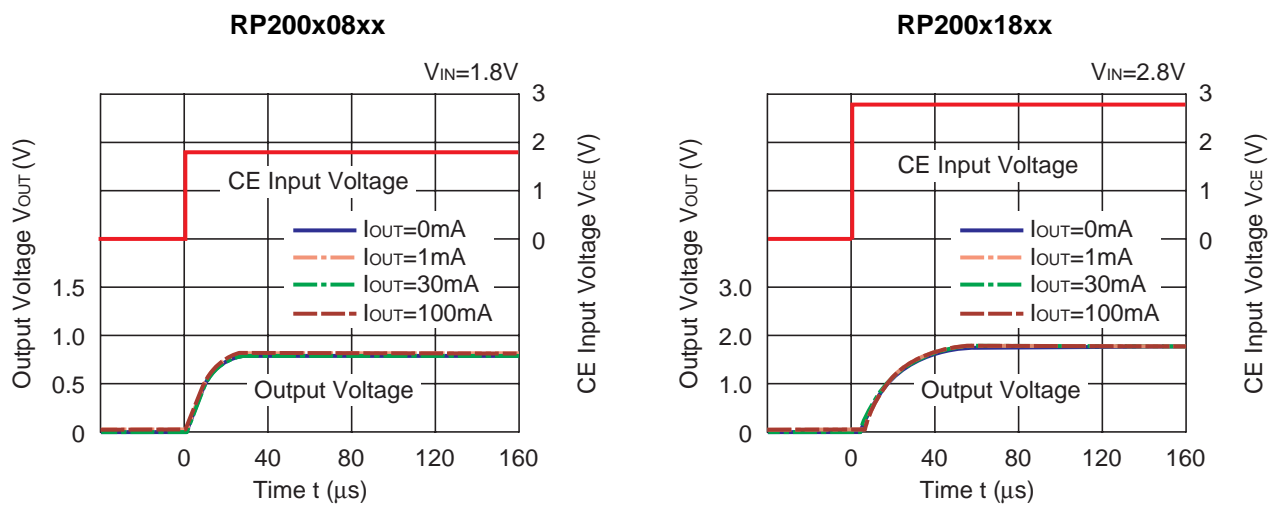 RP200x08xx
VIN=1.8V
3
2
1
0
CE Input Voltage
IOUT=0mA
IOUT=1mA
IOUT=30mA
IOUT=100mA
1.5
1.0
0.5
0
Output Voltage
0 40 80 120 160
Time t (μs)
Output Voltage VOUT (V)
CE Input Voltage VCE (V)
RP200x18xx
VIN=2.8V
3
2
1
0
CE Input Voltage
IOUT=0mA
IOUT=1mA
IOUT=30mA
IOUT=100mA
3.0
2.0
1.0
0
Output Voltage
0 40 80 120 160
Time t (μs)
Output Voltage VOUT (V)
CE Input Voltage VCE (V)